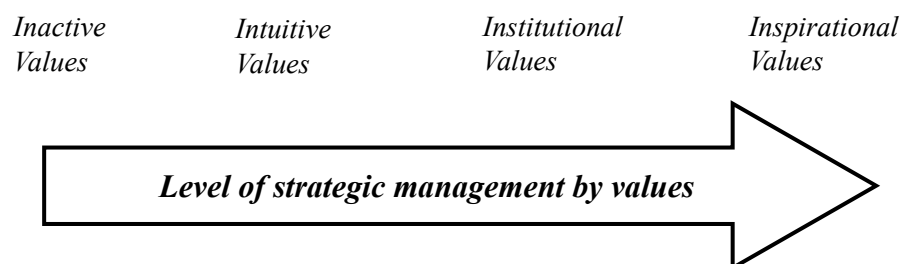 Inactive
Values
Intuitive
Values
Institutional
Values
Inspirational
Values
Level of strategic management by values